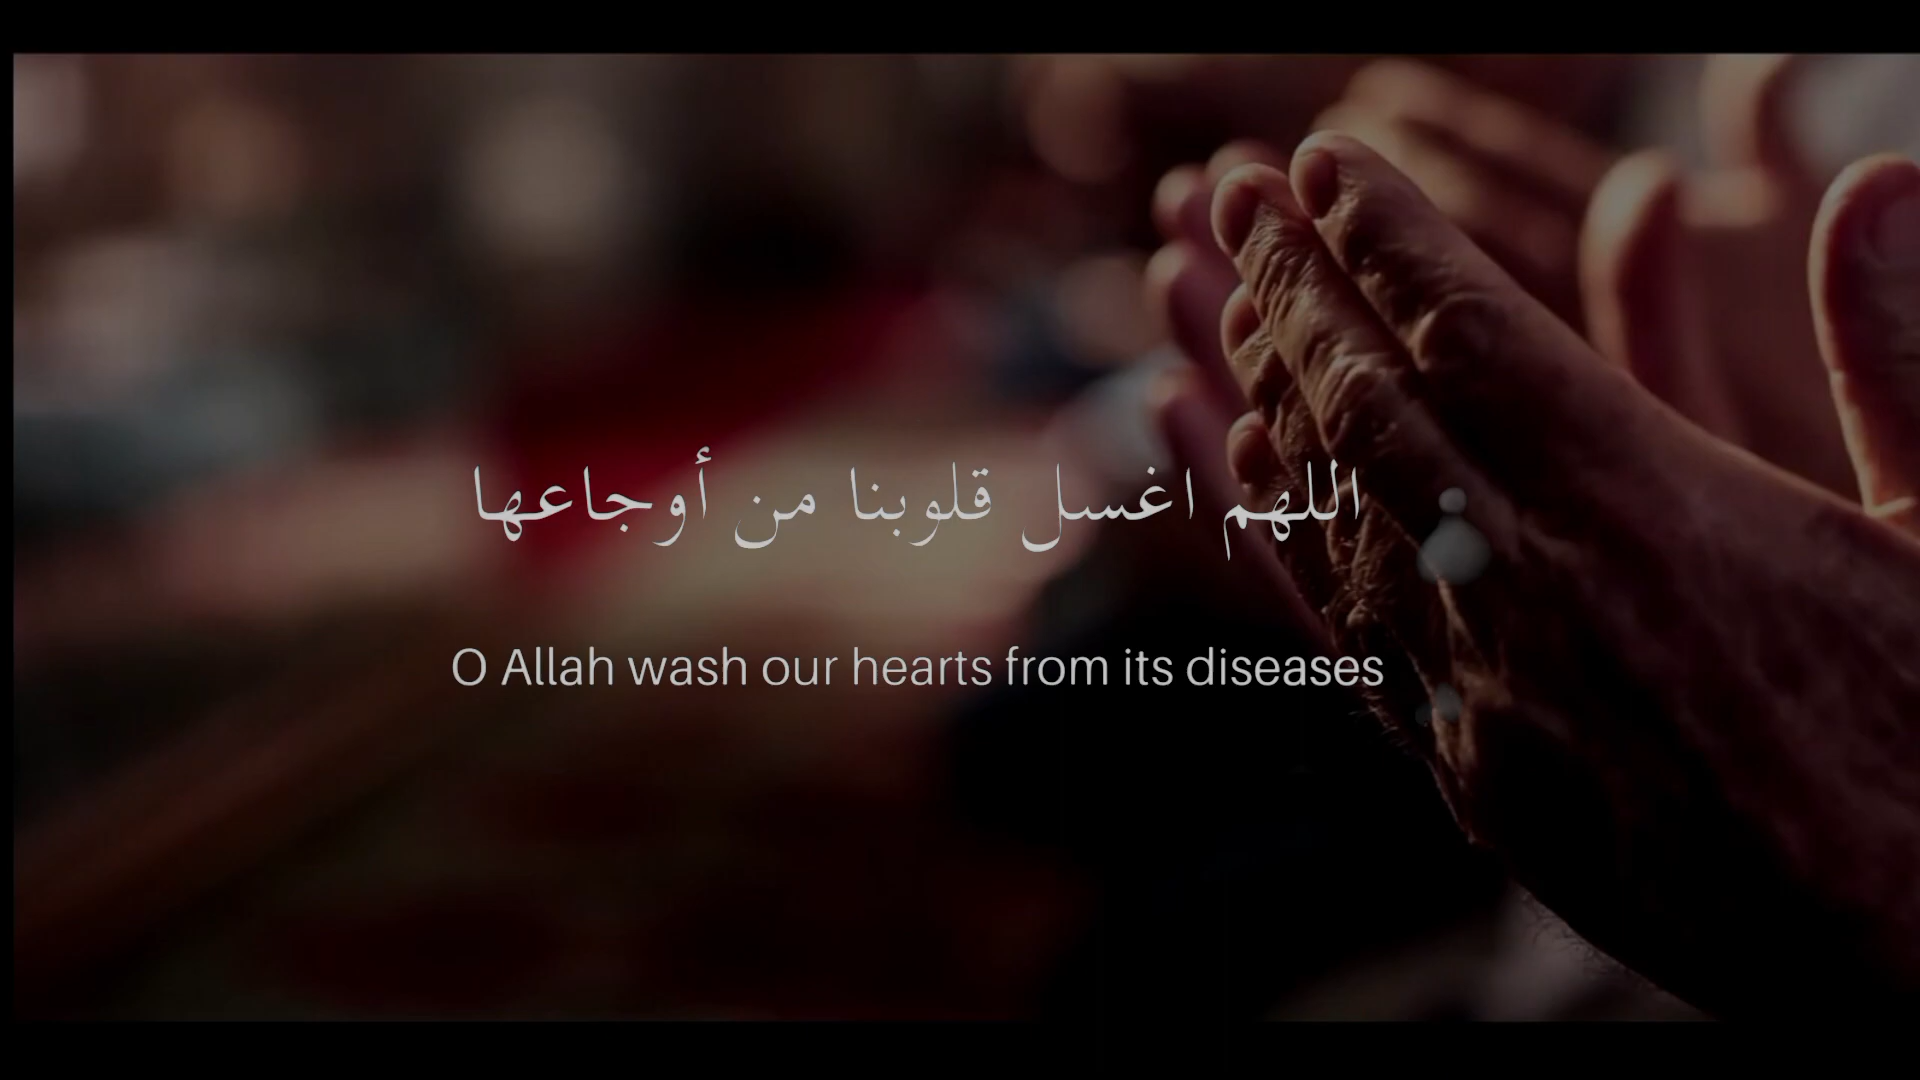 اللهم اغسل قلوبنا من أوجاعها
O Allah wash our hearts from its diseases